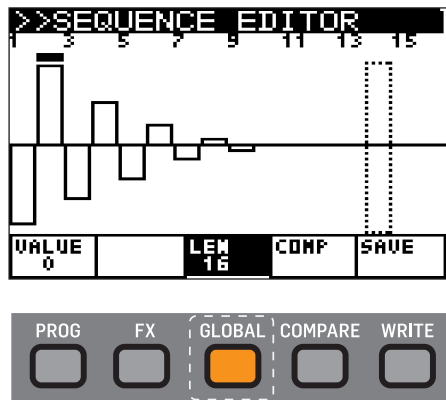 >>SEQUENCE EDITOR
1 3 5 7 9 11 13 15
VALUE LEN COMP SAVE
0 16
PROG FX GLOBAL COMPARE WRITE